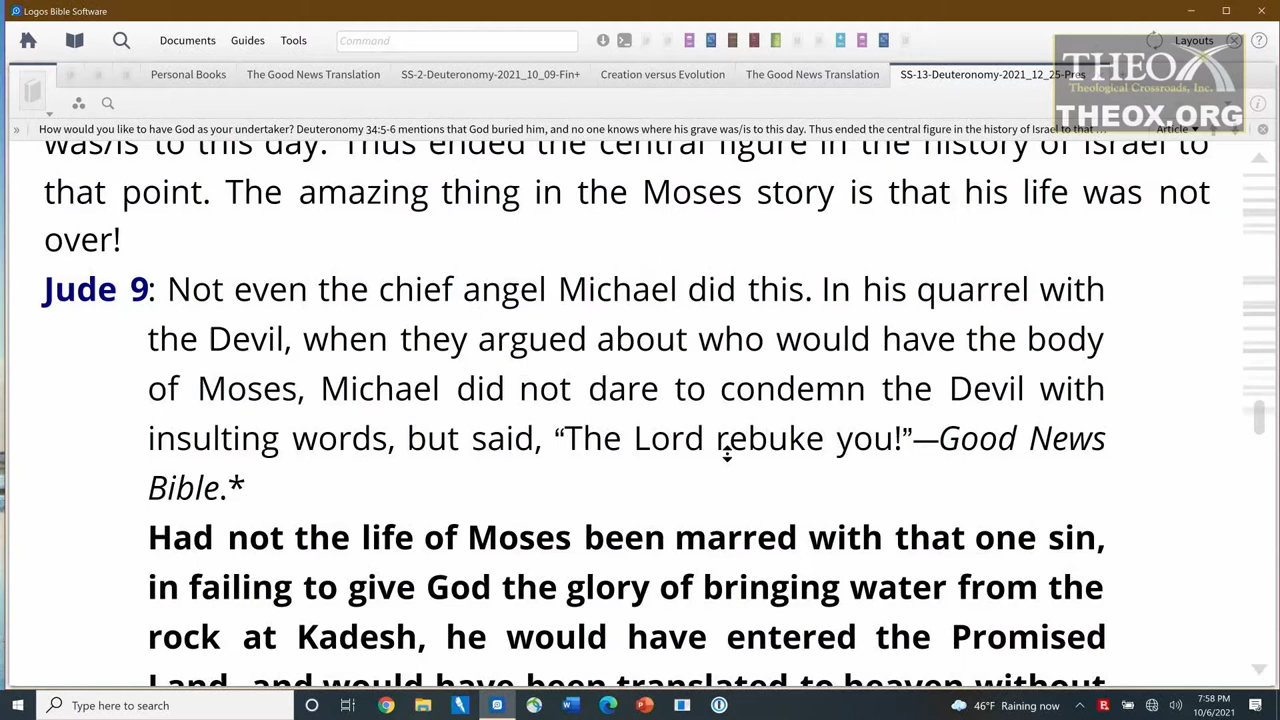 Logos Bible Software
Documents Guides Tools Command Layouts
THEOX
Theological Crossroads, Inc.
THEOX.ORG
Personal Books The Good News Translation SS-2-Deuteronomy-2021_10_09-Fin+ Creation versus Evolution The Good News Translation SS-13-Deuteronomy-2021_12_25-Pres
» How would you like to have God as your undertaker? Deuteronomy 34:5-6 mentions that God buried him, and no one knows where his grave was/is to this day. Thus ended the central figure in the history of Israel to that ... Article
was/is to this day. Thus ended the central figure in the history of Israel to
that point. The amazing thing in the Moses story is that his life was not
over!
Jude 9: Not even the chief angel Michael did this. In his quarrel with
the Devil, when they argued about who would have the body
of Moses, Michael did not dare to condemn the Devil with
insulting words, but said, “The Lord rebuke you!”—Good News
Bible.*
Had not the life of Moses been marred with that one sin,
in failing to give God the glory of bringing water from the
rock at Kadesh, he would have entered the Promised
Land, and would have been translated to heaven without
Type here to search 46°F Raining now 7:58 PM
10/6/2021